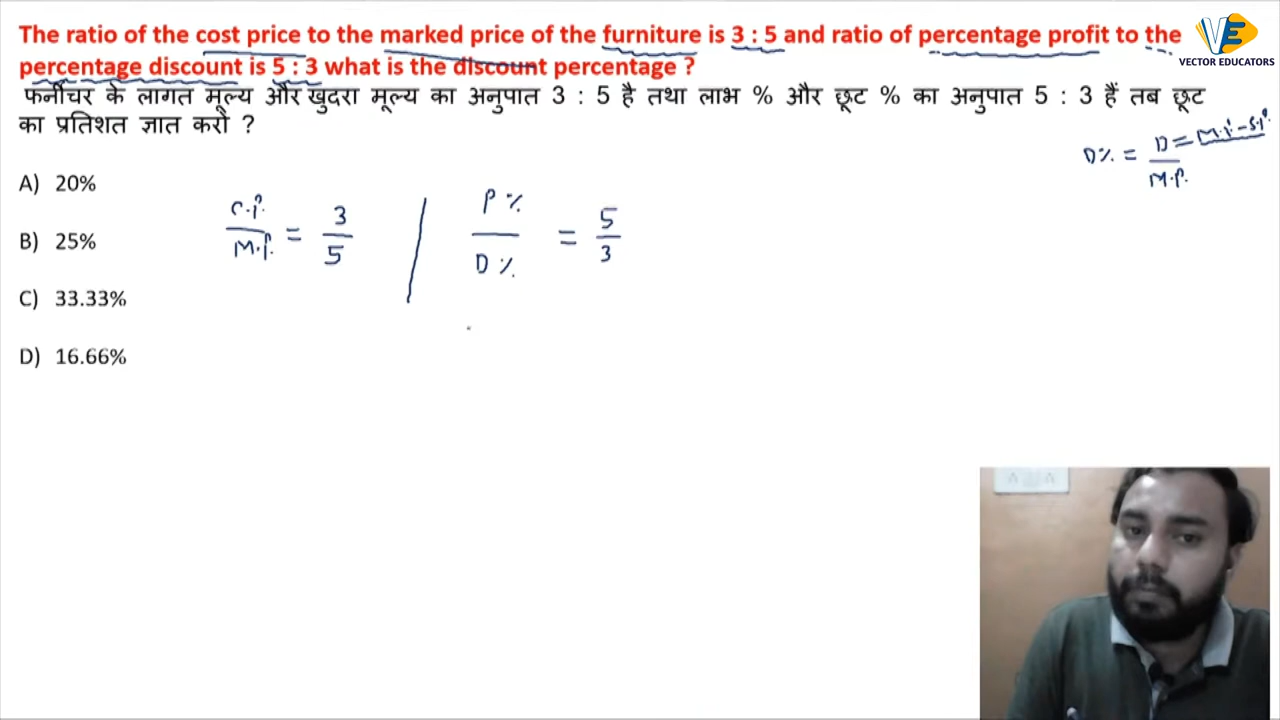 The ratio of the cost price to the marked price of the furniture is 3 : 5 and ratio of percentage profit to the
percentage discount is 5 : 3 what is the discount percentage ?
फर्नीचर के लागत मूल्य और खुदरा मूल्य का अनुपात 3 : 5 है तथा लाभ % और छूट % का अनुपात 5 : 3 हैं तब छूट
का प्रतिशत ज्ञात करों ?
VE
VECTOR EDUCATORS
D% = D = M.P. - S.P.
M.P.
A) 20%
B) 25%
C) 33.33%
D) 16.66%
C.P. / M.P. = 3 / 5
P% / D% = 5 / 3